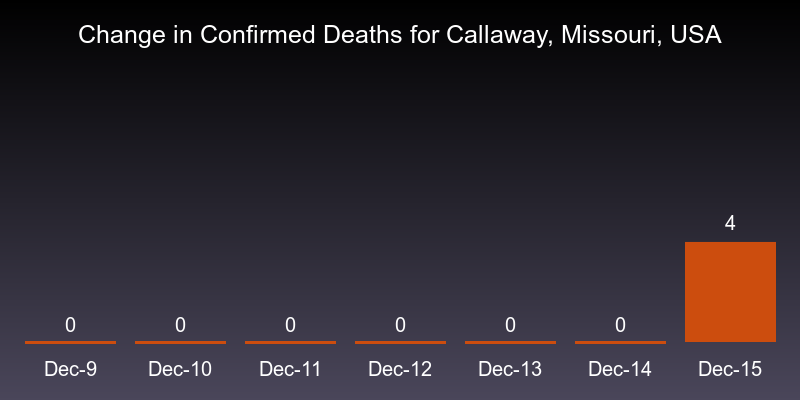 Change in Confirmed Deaths for Callaway, Missouri, USA
4
0 0 0 0 0 0
Dec-9 Dec-10 Dec-11 Dec-12 Dec-13 Dec-14 Dec-15